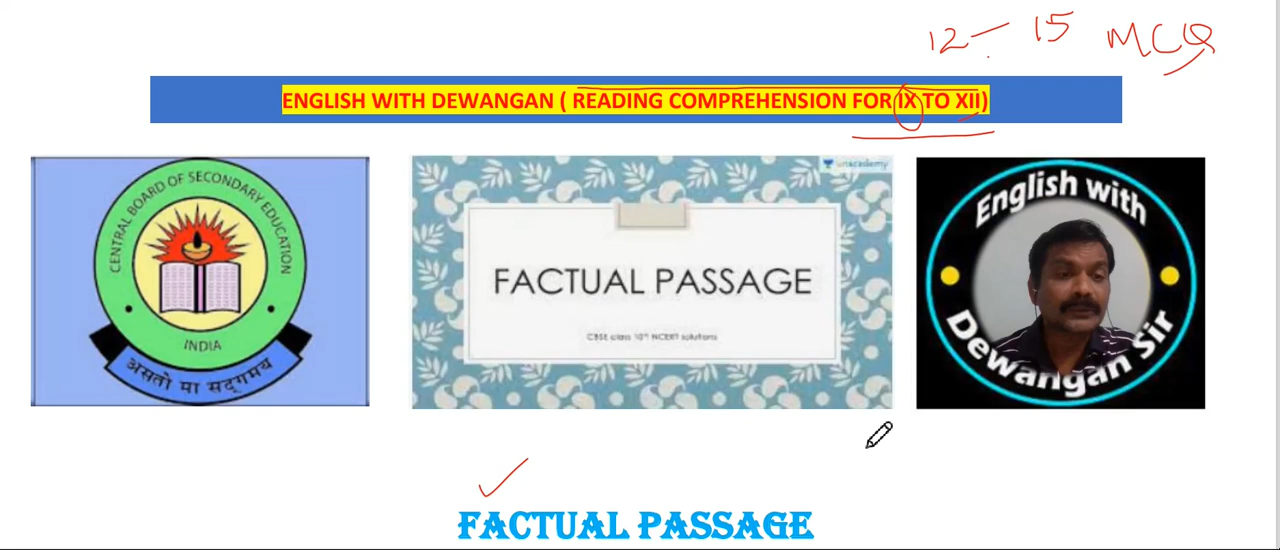 12 - 15 MCQ
ENGLISH WITH DEWANGAN ( READING COMPREHENSION FOR IX TO XII)
CENTRAL BOARD OF SECONDARY EDUCATION
INDIA
असतो मा सद्गमय
unacademy
FACTUAL PASSAGE
CBSE class 10th NCERT solutions
English with
Dewangan Sir
FACTUAL PASSAGE